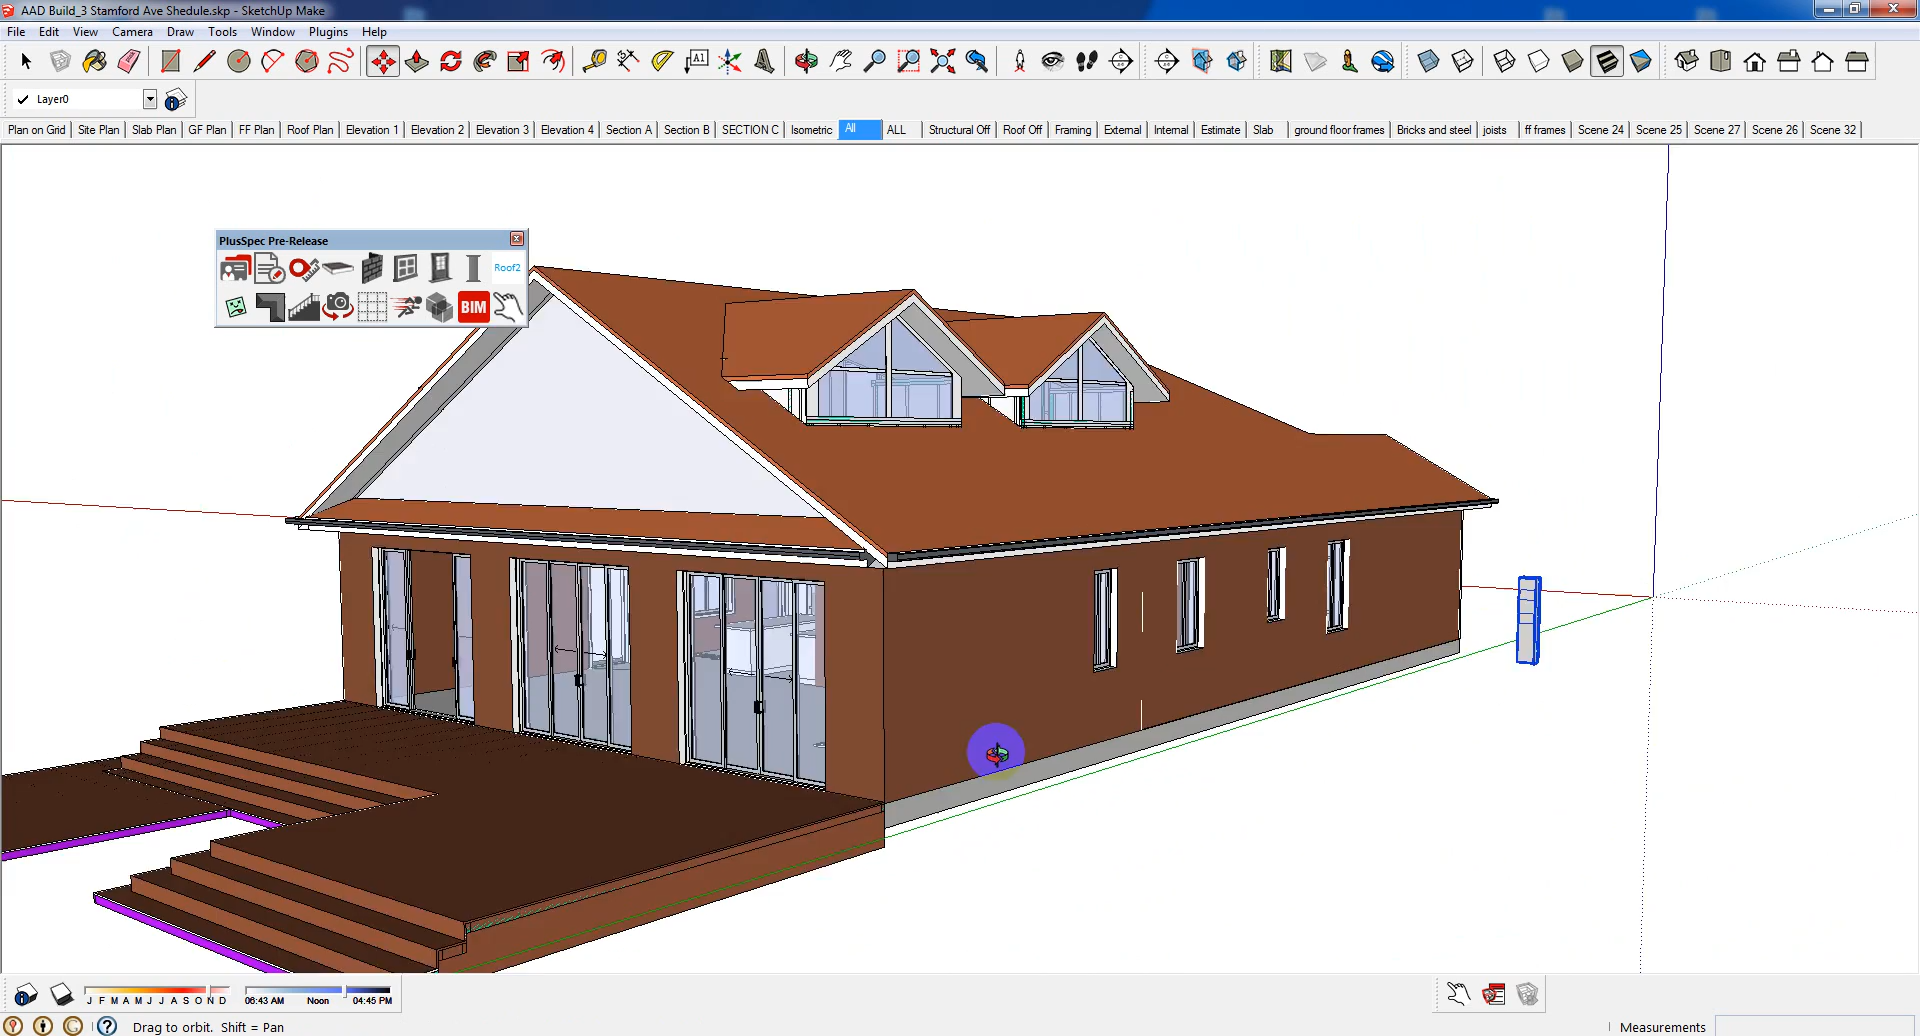 AAD Build_3 Stamford Ave Shedule.skp - SketchUp Make
File Edit View Camera Draw Tools Window Plugins Help
A1
Layer0
Plan on Grid Site Plan Slab Plan GF Plan FF Plan Roof Plan Elevation 1 Elevation 2 Elevation 3 Elevation 4 Section A Section B SECTION C Isometric All ALL Structural Off Roof Off Framing External Internal Estimate Slab ground floor frames Bricks and steel joists ff frames Scene 24 Scene 25 Scene 27 Scene 26 Scene 32
PlusSpec Pre-Release
Roof2
BIM
J F M A M J J A S O N D 06:43 AM Noon 04:45 PM
Drag to orbit. Shift = Pan Measurements